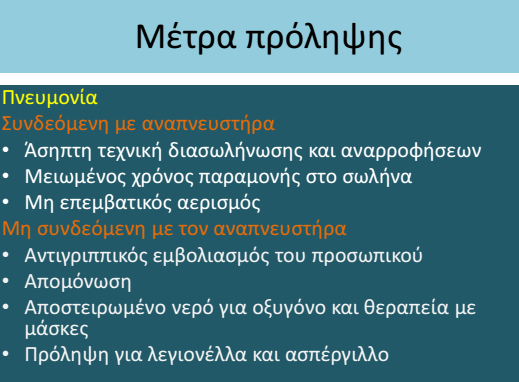 Μέτρα πρόληψης
Πνευμονία
Συνδεόμενη με αναπνευστήρα
• Άσηπτη τεχνική διασωλήνωσης και αναρροφήσεων
• Μειωμένος χρόνος παραμονής στο σωλήνα
• Μη επεμβατικός αερισμός
Μη συνδεόμενη με τον αναπνευστήρα
• Αντιγριππικός εμβολιασμός του προσωπικού
• Απομόνωση
• Αποστειρωμένο νερό για οξυγόνο και θεραπεία με
μάσκες
• Πρόληψη για λεγιονέλλα και ασπέργιλλο